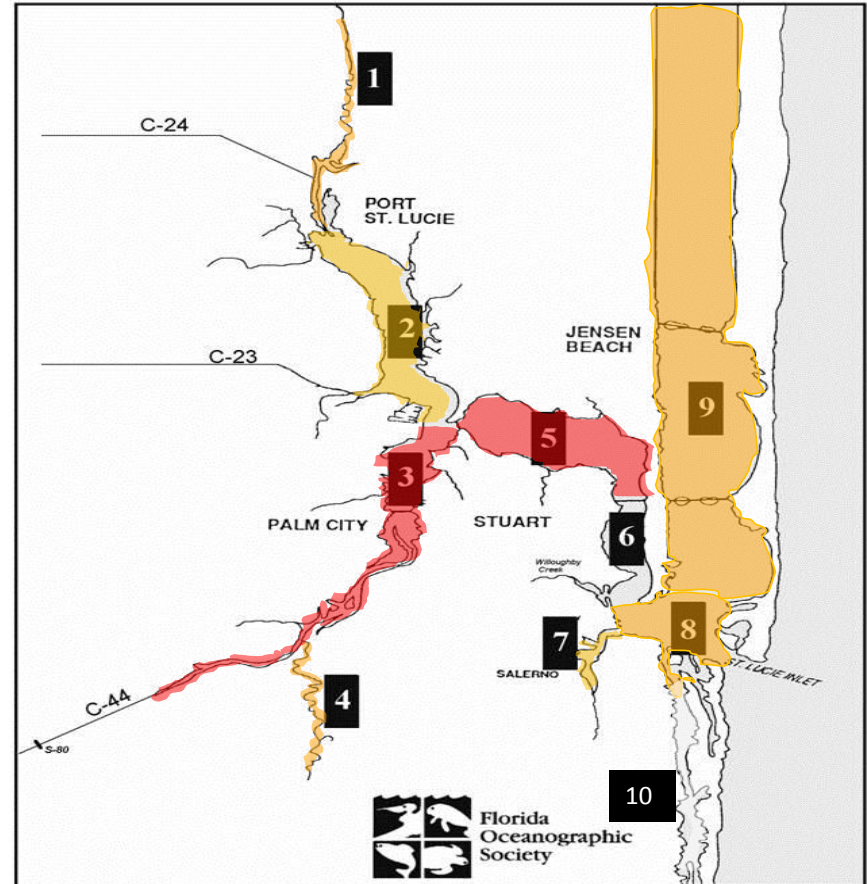 1
C-24
PORT
ST. LUCIE
2
JENSEN
BEACH
C-23
9
5
3
PALM CITY
STUART
6
Willoughby
Creek
7
8
SALERNO
ST. LUCIE INLET
4
C-44
S-80
10
Florida
Oceanographic
Society